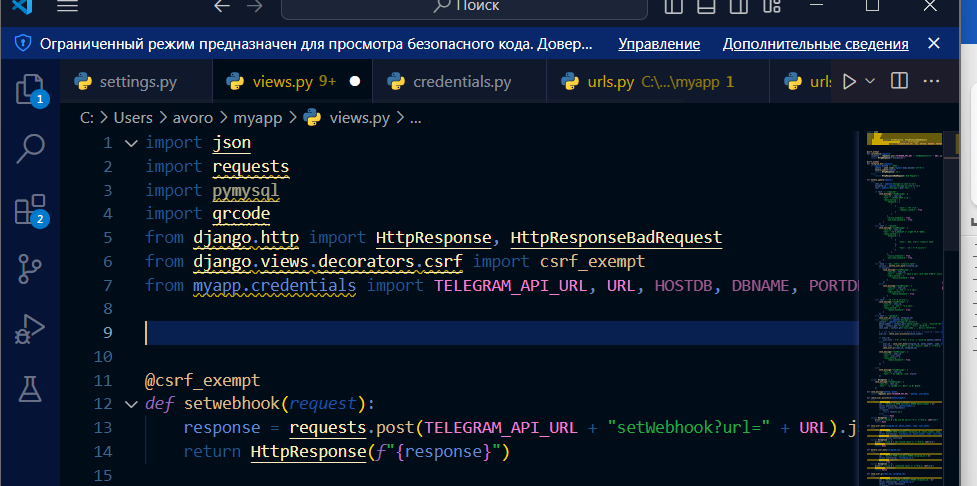 Поиск
Ограниченный режим предназначен для просмотра безопасного кода. Довер... Управление Дополнительные сведения
settings.py views.py 9+ credentials.py urls.py C:\...\myapp 1 urls
C: > Users > avoro > myapp > views.py > ...
1 import json
2 import requests
3 import pymysql
4 import qrcode
5 from django.http import HttpResponse, HttpResponseBadRequest
6 from django.views.decorators.csrf import csrf_exempt
7 from myapp.credentials import TELEGRAM_API_URL, URL, HOSTDB, DBNAME, PORTDB
8
9
10
11 @csrf_exempt
12 def setwebhook(request):
13 response = requests.post(TELEGRAM_API_URL + "setWebhook?url=" + URL).j
14 return HttpResponse(f"{response}")
15
1
2